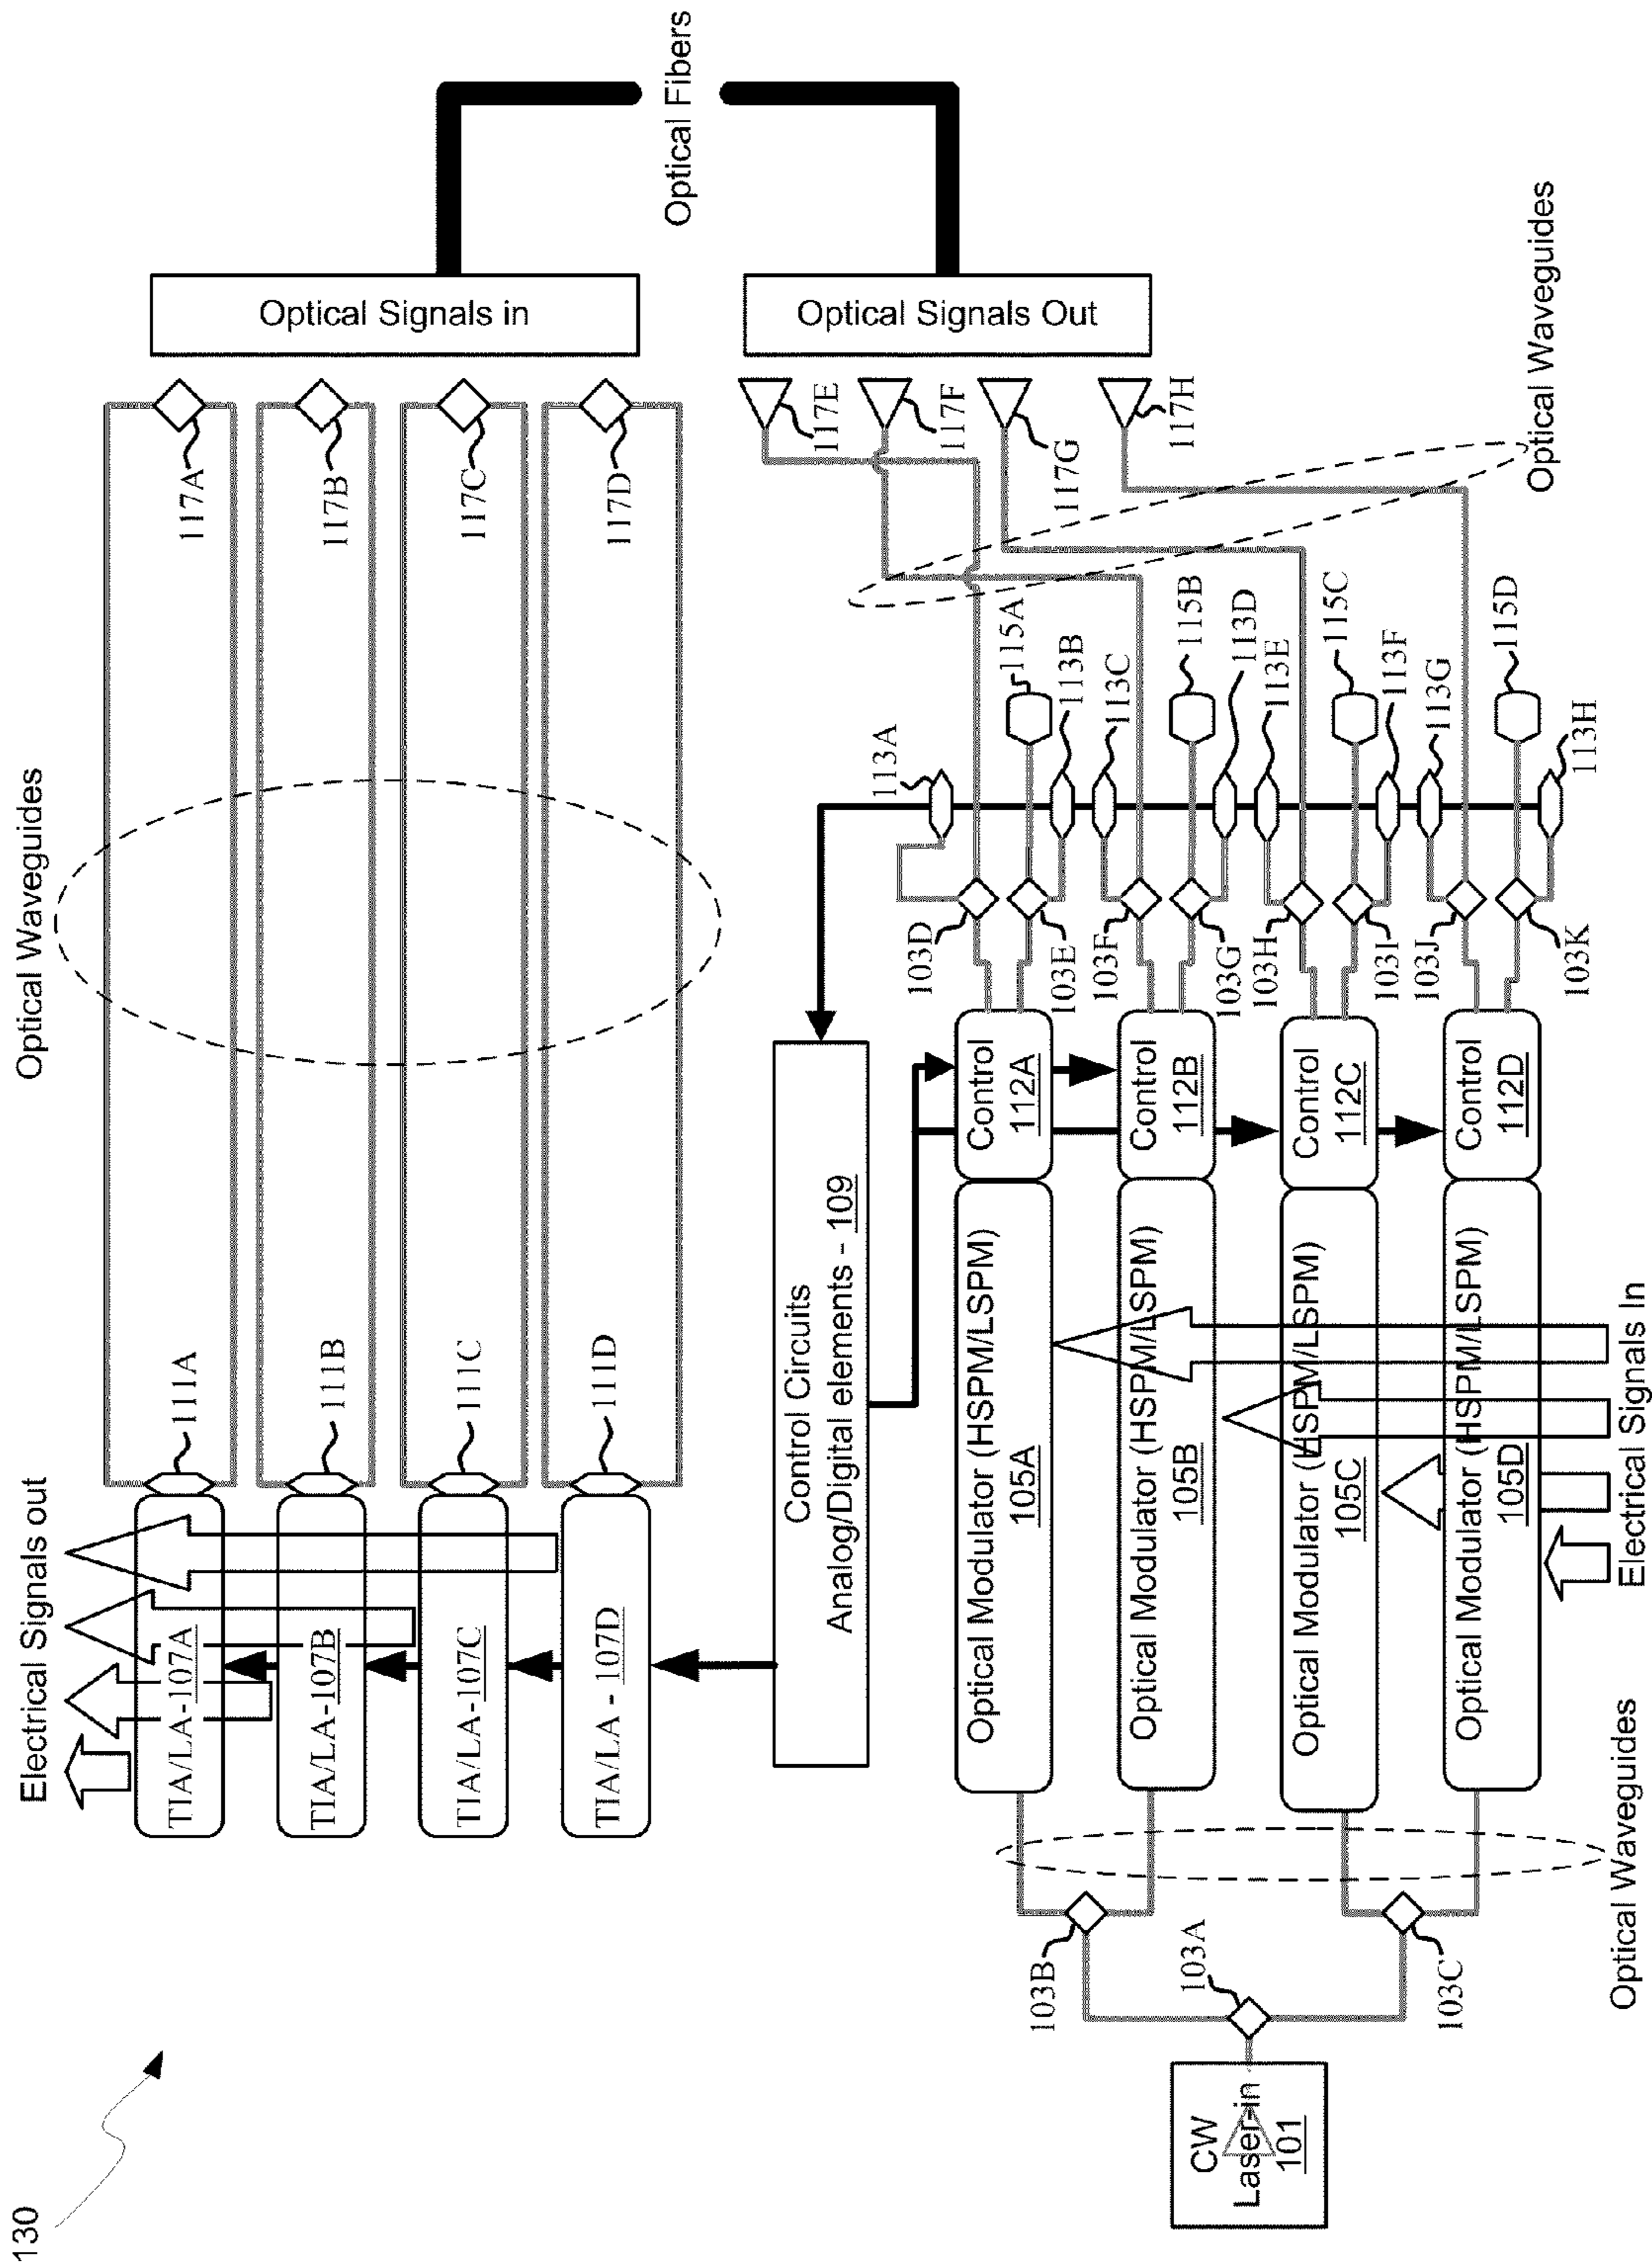 130
Electrical Signals out
Optical Waveguides
TIA/LA-107A
111A
117A
TIA/LA-107B
111B
117B
TIA/LA-107C
111C
117C
TIA/LA - 107D
111D
117D
Optical Signals in
Optical Fibers
Optical Signals Out
Control Circuits
Analog/Digital elements - 109
117E
117F
117G
117H
113A
103D
115A
Optical Modulator (HSPM/LSPM)
105A
Control
112A
103E
113B
103F
113C
Optical Modulator (HSPM/LSPM)
105B
Control
112B
103G
115B
113D
103H
113E
Optical Modulator (HSPM/LSPM)
105C
Control
112C
103I
115C
113F
103J
113G
Optical Modulator (HSPM/LSPM)
105D
Control
112D
103K
115D
113H
CW
Laser-in
101
103A
103B
103C
Optical Waveguides
Electrical Signals In
Optical Waveguides